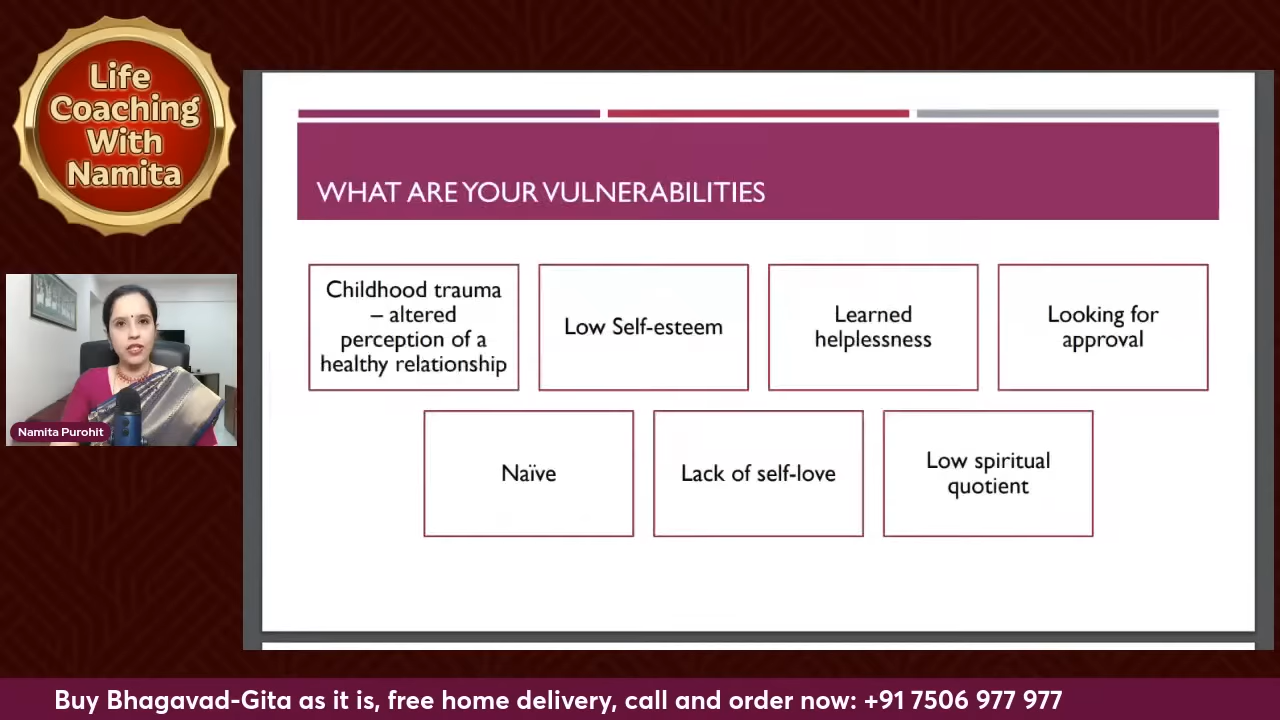 Life
Coaching
With
Namita
Namita Purohit
WHAT ARE YOUR VULNERABILITIES
Childhood trauma
– altered
perception of a
healthy relationship
Low Self-esteem
Learned
helplessness
Looking for
approval
Naïve
Lack of self-love
Low spiritual
quotient
Buy Bhagavad-Gita as it is, free home delivery, call and order now: +91 7506 977 977